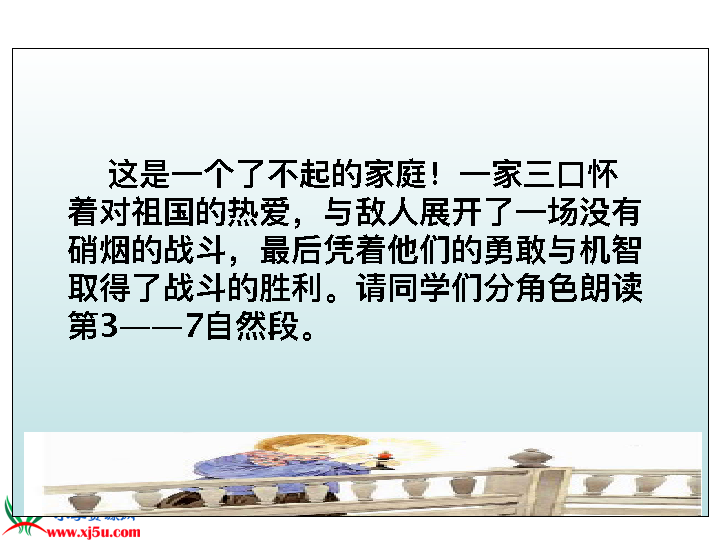 这是一个了不起的家庭！一家三口怀
着对祖国的热爱，与敌人展开了一场没有
硝烟的战斗，最后凭着他们的勇敢与机智
取得了战斗的胜利。请同学们分角色朗读
第3——7自然段。
www.xj5u.com